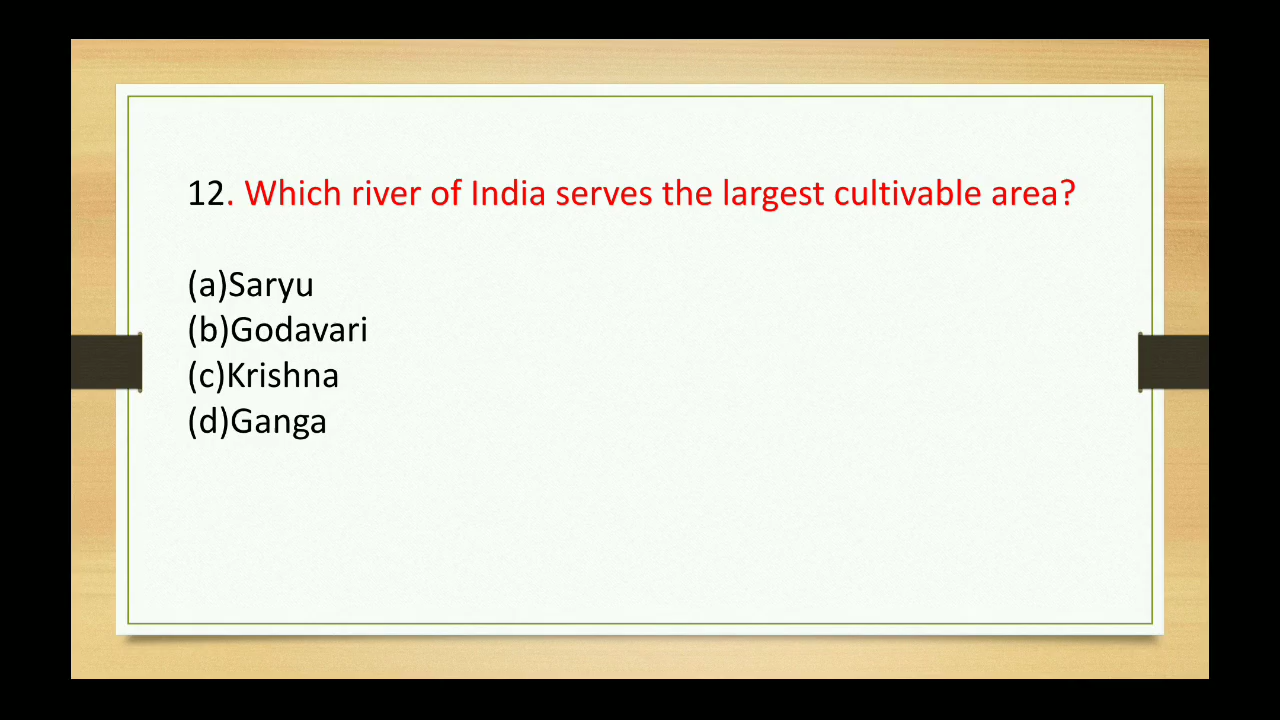 12. Which river of India serves the largest cultivable area?
(a)Saryu
(b)Godavari
(c)Krishna
(d)Ganga